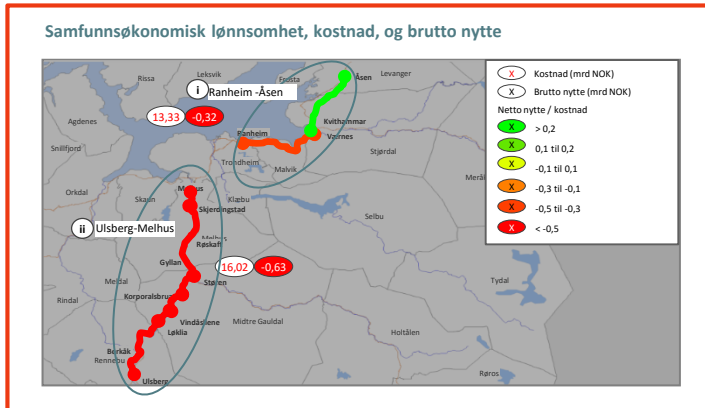 Samfunnsøkonomisk lønnsomhet, kostnad, og brutto nytte
Leksvik
Frosta
Åsen
Levanger
Rissa
i
Ranheim -Åsen
Agdenes
13,33
-0,32
Kvithammar
Ranheim
Værnes
Snillfjord
Trondheim
Stjørdal
Malvik
Orkdal
Skaun
Klæbu
Skjerdingstad
Selbu
ii
Ulsberg-Melhus
Melhus
Røskaft
Gyllan
16,02
-0,63
Støren
Meldal
Tydal
Rindal
Midtre Gauldal
Vindåsliene
Løklia
Holtålen
Berkåk
Rennebu
Røros
Ulsberg
X
Kostnad (mrd NOK)
X
Brutto nytte (mrd NOK)
Netto nytte / kostnad
X
> 0,2
X
0,1 til 0,2
X
-0,1 til 0,1
X
-0,3 til -0,1
X
-0,5 til -0,3
X
< -0,5